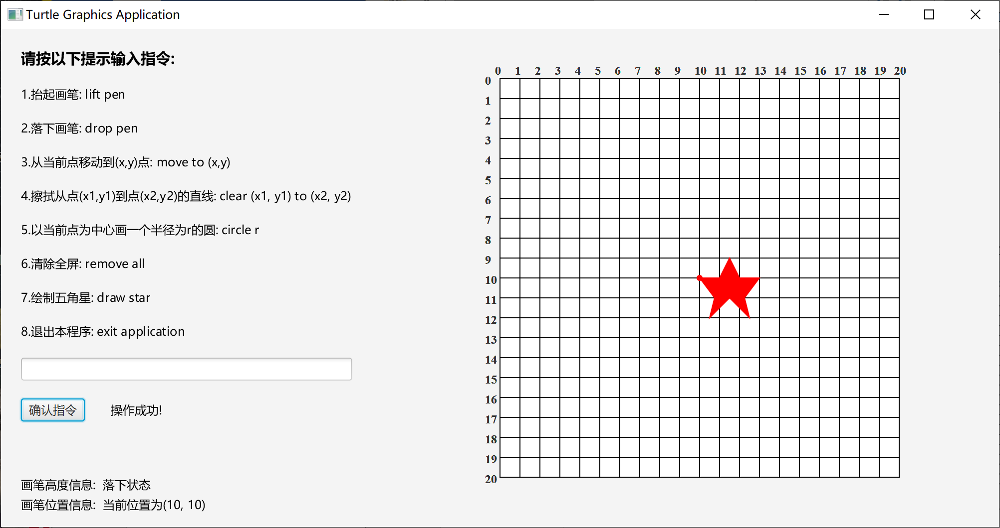 Turtle Graphics Application
请按以下提示输入指令:
1.抬起画笔: lift pen
2.落下画笔: drop pen
3.从当前点移动到(x,y)点: move to (x,y)
4.擦拭从点(x1,y1)到点(x2,y2)的直线: clear (x1, y1) to (x2, y2)
5.以当前点为中心画一个半径为r的圆: circle r
6.清除全屏: remove all
7.绘制五角星: draw star
8.退出本程序: exit application
确认指令 操作成功!
画笔高度信息: 落下状态
画笔位置信息: 当前位置为(10, 10)
0 1 2 3 4 5 6 7 8 9 10 11 12 13 14 15 16 17 18 19 20
0
1
2
3
4
5
6
7
8
9
10
11
12
13
14
15
16
17
18
19
20